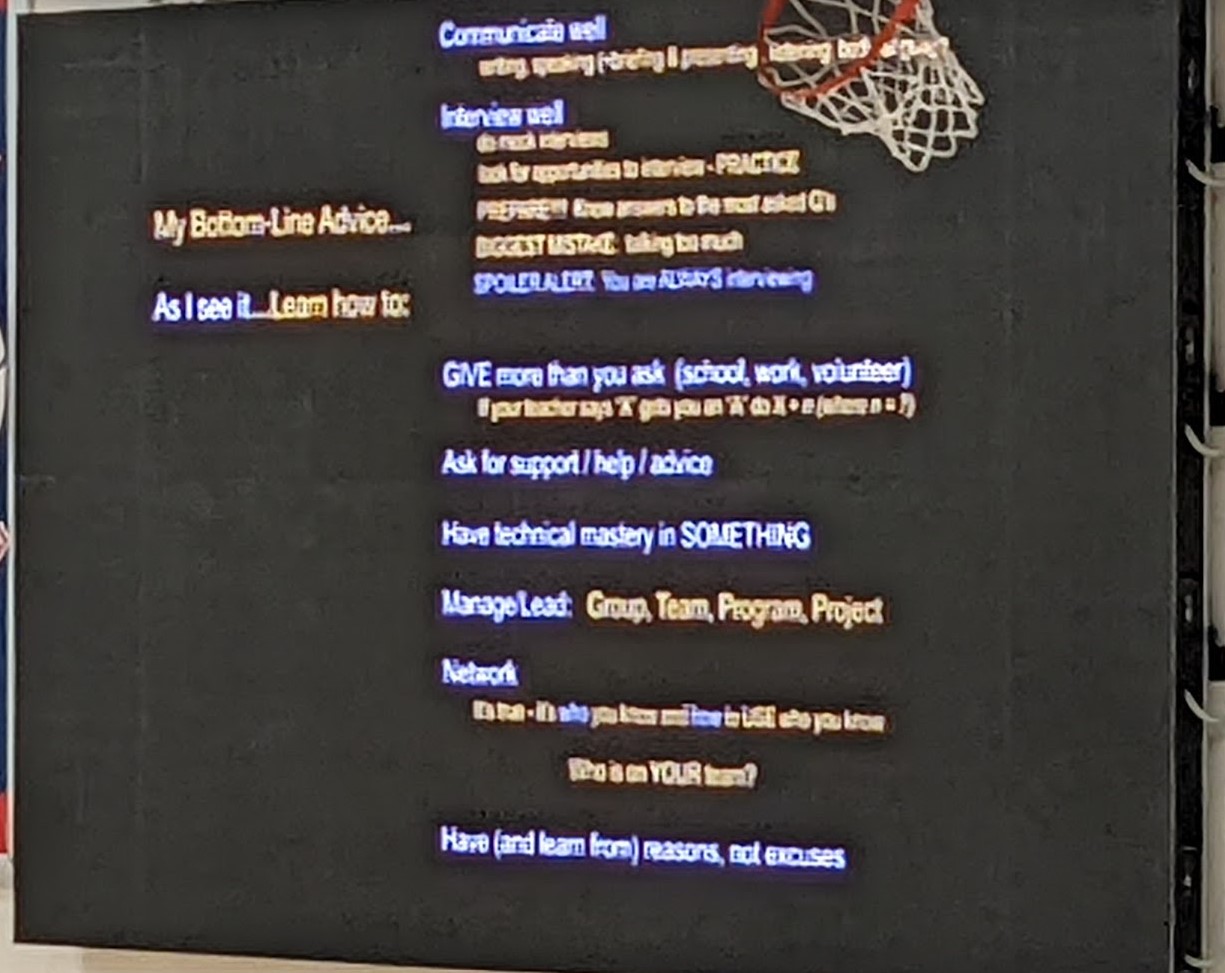 My Bottom-Line Advice...
As I see it...Learn how to:
Communicate well
writing, speaking (+briefing & presenting listening
Interview well
do mock interviews
look for opportunities to interview - PRACTICE
PREPARE!!! Know answers to the most asked Q's
BIGGEST MISTAKE: talking too much
SPOILER ALERT: You are ALWAYS interviewing
GIVE more than you ask (school, work, volunteer)
If your teacher says "X" gets you an "A" do X + n (where n = ?)
Ask for support / help / advice
Have technical mastery in SOMETHING
Manage/Lead: Group, Team, Program, Project
Network
It's true - it's who you know and how to USE who you know
Who is on YOUR team?
Have (and learn from) reasons, not excuses